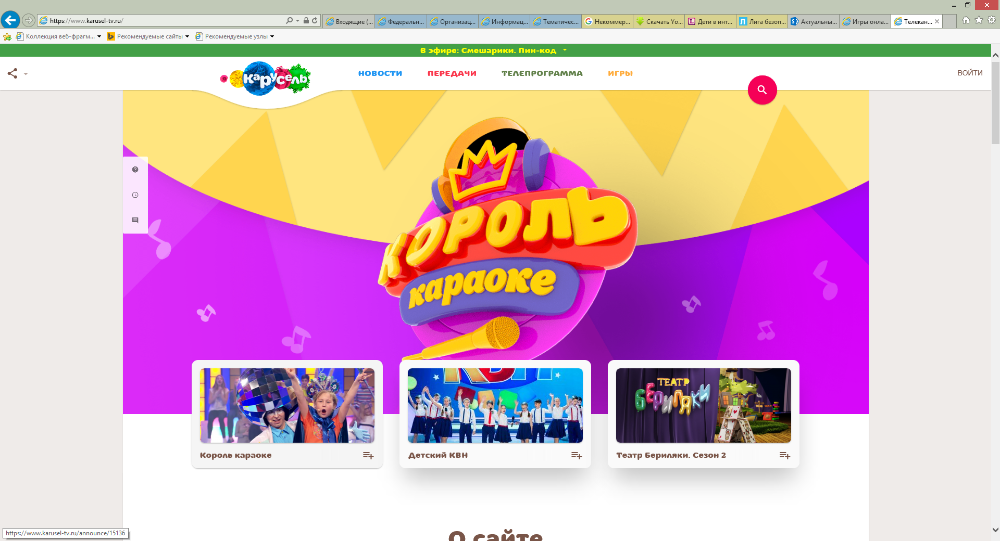 https://www.karusel-tv.ru/
Входящие (...
Федеральн...
Организац...
Информац...
Тематичес...
Некоммер...
Скачать Yo...
Дети в инт...
Лига безоп...
Актуальны...
Игры онла...
Телекан...
Коллекция веб-фрагм...
Рекомендуемые сайты
Рекомендуемые узлы
В эфире: Смешарики. Пин-код
Карусель
НОВОСТИ
ПЕРЕДАЧИ
ТЕЛЕПРОГРАММА
ИГРЫ
ВОЙТИ
КОРОЛЬ
караоке
КВН
ТЕАТР
БЕРИЛЯКИ
Король караоке
Детский КВН
Театр Бериляки. Сезон 2
О сайте
https://www.karusel-tv.ru/announce/15136